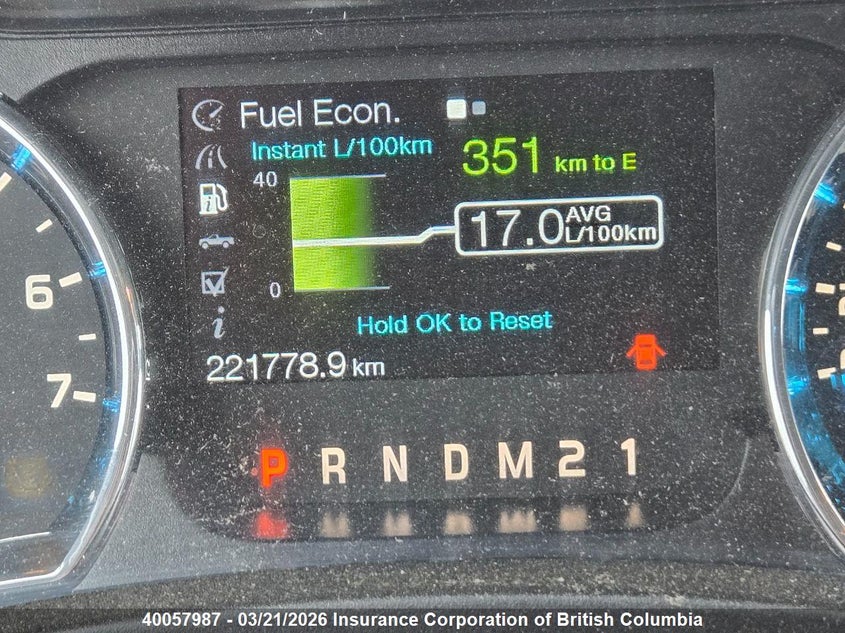 Fuel Econ.
Instant L/100km
351 km to E
40
17.0 AVG L/100km
0
Hold OK to Reset
221778.9 km
6
7
P R N D M 2 1
40057987 - 03/21/2026 Insurance Corporation of British Columbia